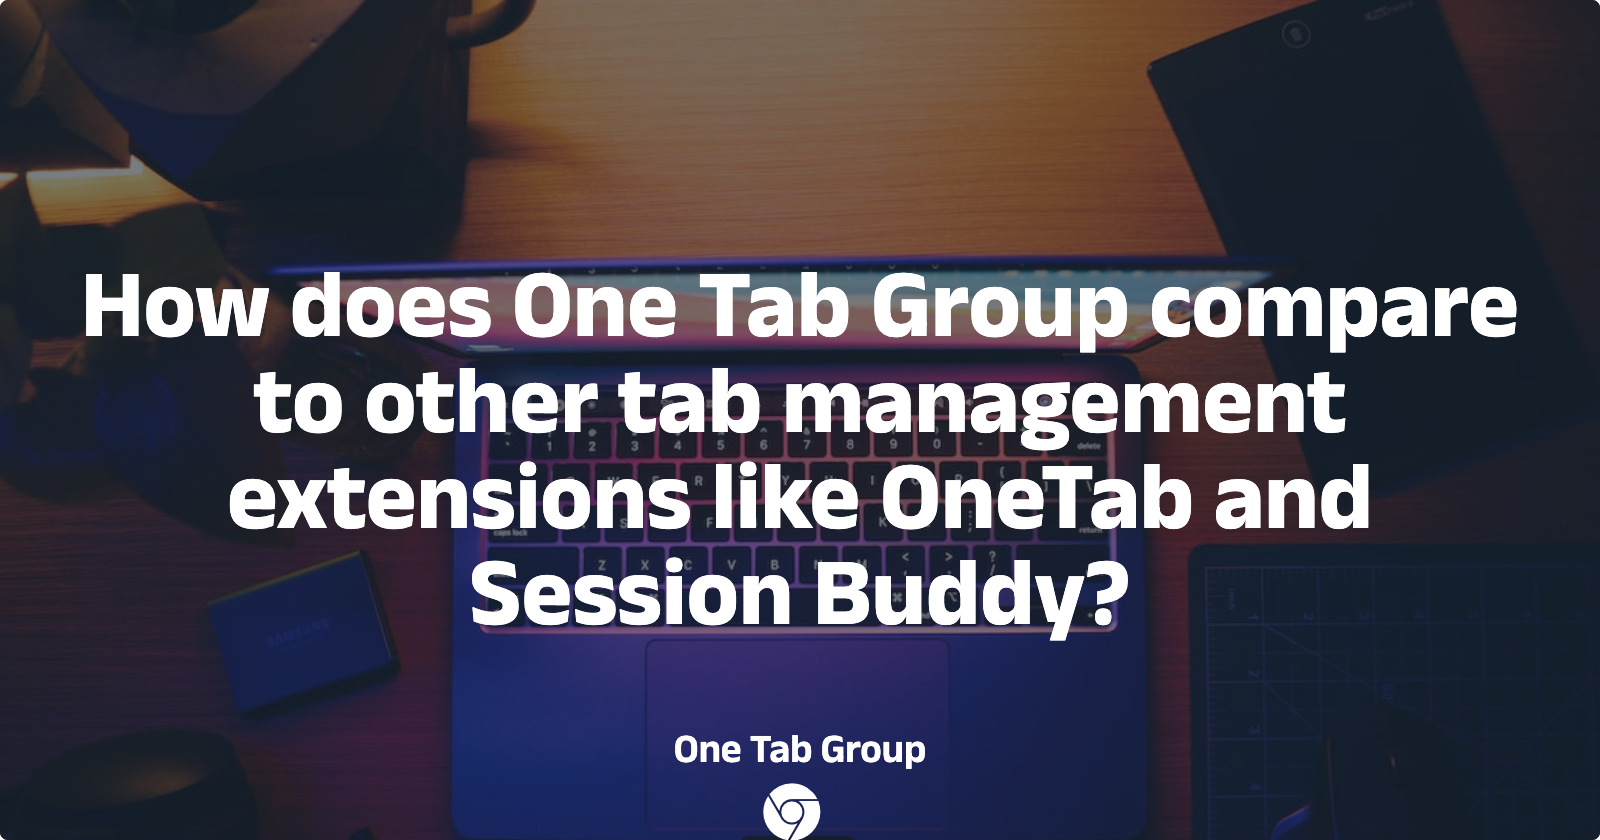 How does One Tab Group compare
to other tab management
extensions like OneTab and
Session Buddy?
One Tab Group
SAMSUNG